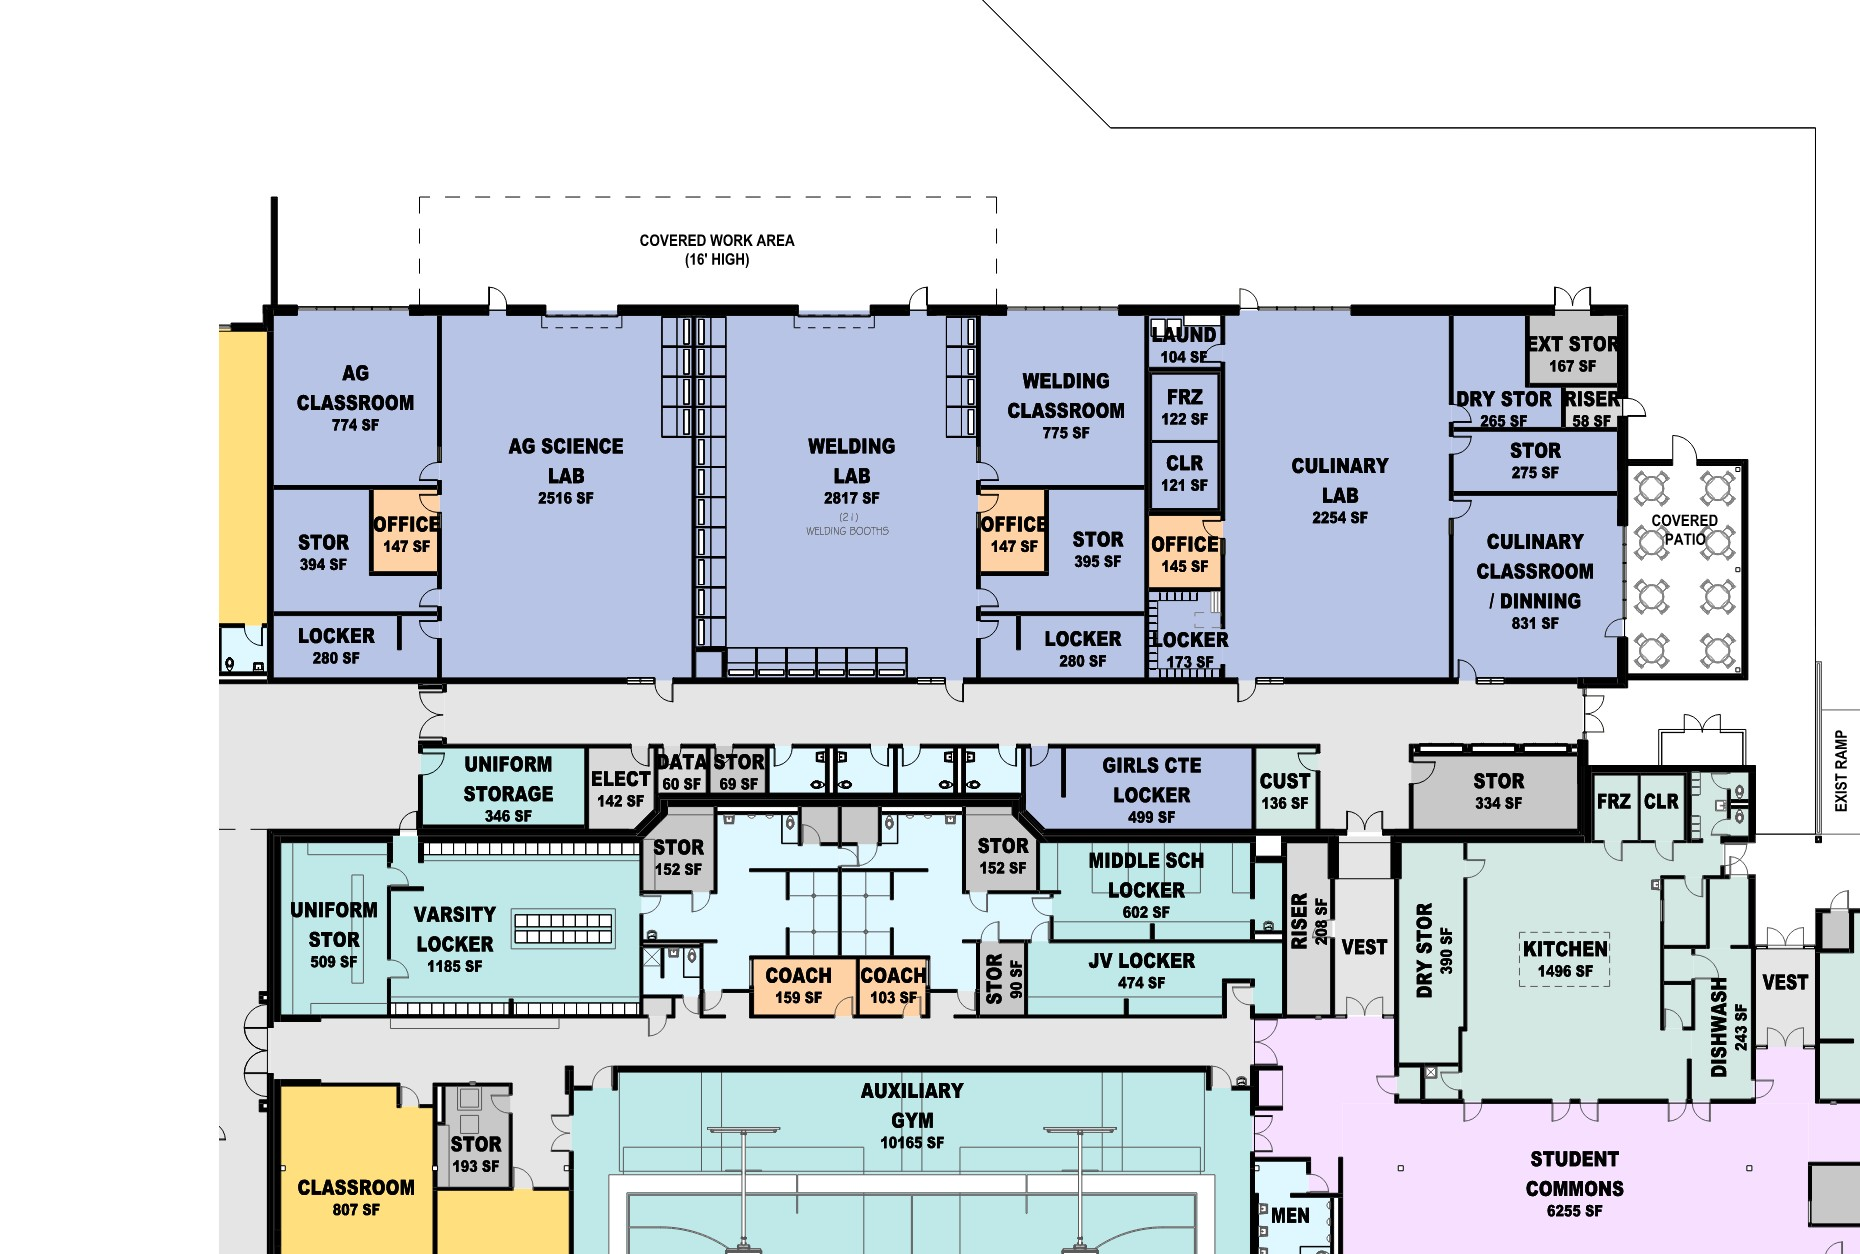 COVERED WORK AREA
(16' HIGH)
AG
CLASSROOM
774 SF
AG SCIENCE
LAB
2516 SF
WELDING
LAB
2817 SF
(21)
WELDING BOOTHS
WELDING
CLASSROOM
775 SF
LAUND
104 SF
FRZ
122 SF
CLR
121 SF
OFFICE
145 SF
LOCKER
173 SF
CULINARY
LAB
2254 SF
EXT STOR
167 SF
DRY STOR
265 SF
RISER
58 SF
STOR
275 SF
CULINARY
CLASSROOM
/ DINNING
831 SF
COVERED
PATIO
STOR
394 SF
OFFICE
147 SF
LOCKER
280 SF
OFFICE
147 SF
STOR
395 SF
LOCKER
280 SF
EXIST RAMP
UNIFORM
STORAGE
346 SF
ELECT
142 SF
DATA
60 SF
STOR
69 SF
GIRLS CTE
LOCKER
499 SF
CUST
136 SF
STOR
334 SF
FRZ
CLR
UNIFORM
STOR
509 SF
VARSITY
LOCKER
1185 SF
STOR
152 SF
STOR
152 SF
COACH
159 SF
COACH
103 SF
STOR
90 SF
MIDDLE SCH
LOCKER
602 SF
JV LOCKER
474 SF
RISER
208 SF
VEST
DRY STOR
390 SF
KITCHEN
1496 SF
DISHWASH
243 SF
VEST
AUXILIARY
GYM
10165 SF
CLASSROOM
807 SF
STOR
193 SF
MEN
STUDENT
COMMONS
6255 SF